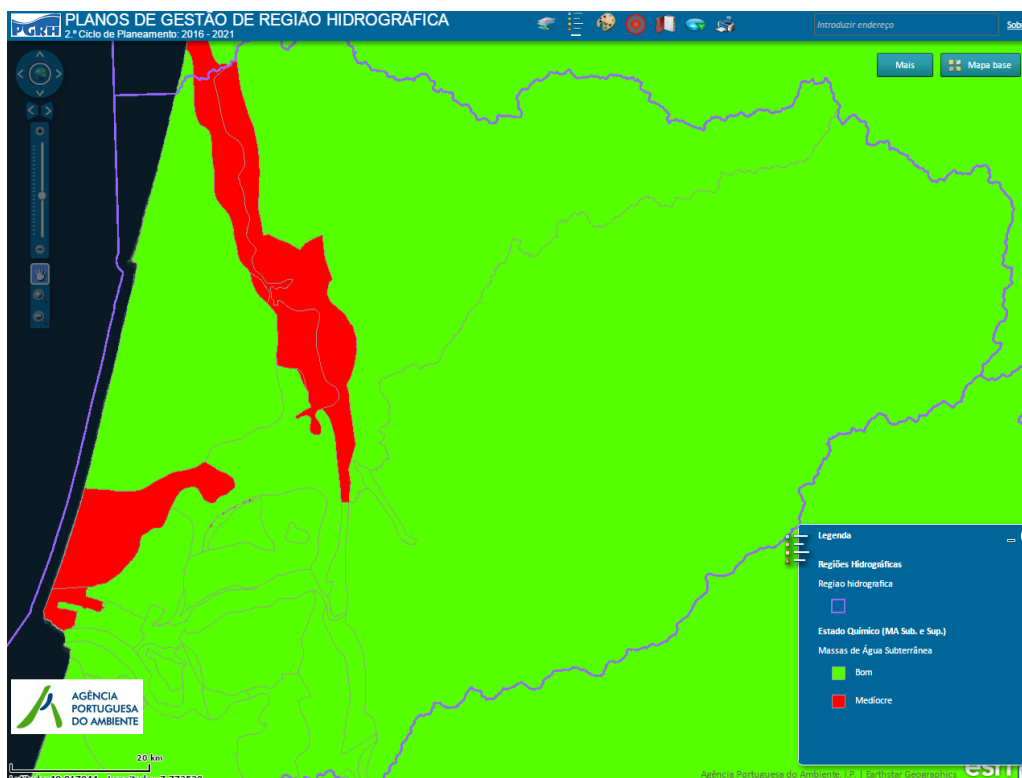 PGRH
PLANOS DE GESTÃO DE REGIÃO HIDROGRÁFICA
2.º Ciclo de Planeamento: 2016 - 2021
Introduzir endereço
Sobr
Mais
Mapa base
Legenda
Regiões Hidrográficas
Regiao hidrografica
Estado Químico (MA Sub. e Sup.)
Massas de Água Subterrânea
Bom
Medíocre
AGÊNCIA
PORTUGUESA
DO AMBIENTE
20 km
Agência Portuguesa do Ambiente, I.P. | Earthstar Geographics
esri